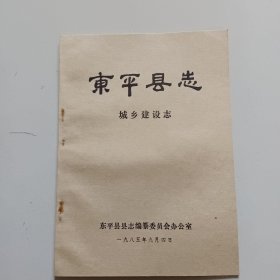 東平县志
城乡建设志
东平县县志编纂委员会办公室
一九八五年九月四日